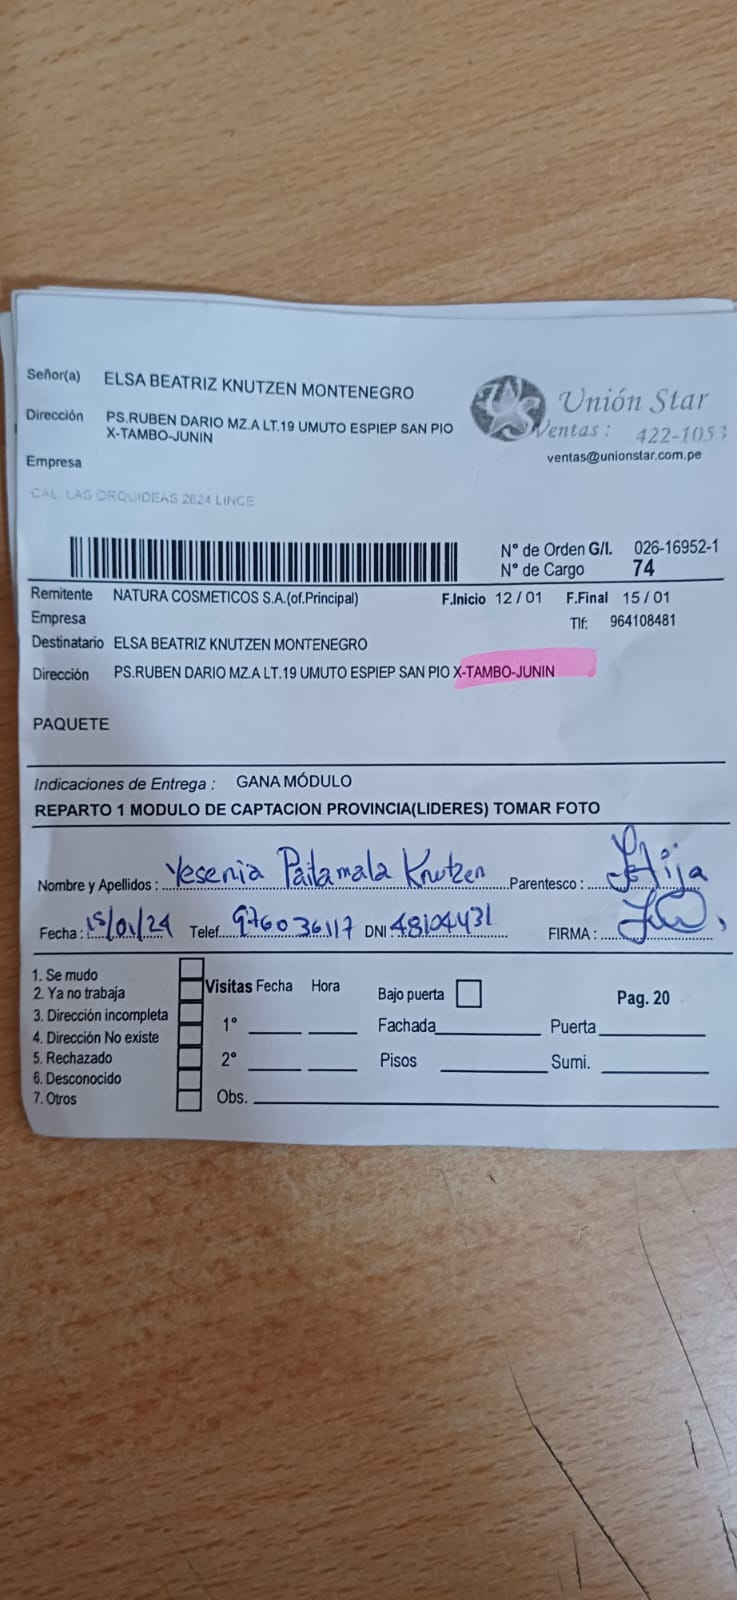 Señor(a) ELSA BEATRIZ KNUTZEN MONTENEGRO
Dirección PS.RUBEN DARIO MZ.A LT.19 UMUTO ESPIEP SAN PIO
X-TAMBO-JUNIN
Empresa
CAL. LAS ORQUIDEAS 2624 LINCE
US Unión Star
Ventas : 422-1053
ventas@unionstar.com.pe
N° de Orden G/I. 026-16952-1
N° de Cargo 74
Remitente NATURA COSMETICOS S.A.(of.Principal) F.Inicio 12 / 01 F.Final 15 / 01
Empresa Tlf: 964108481
Destinatario ELSA BEATRIZ KNUTZEN MONTENEGRO
Dirección PS.RUBEN DARIO MZ.A LT.19 UMUTO ESPIEP SAN PIO X-TAMBO-JUNIN
PAQUETE
Indicaciones de Entrega : GANA MÓDULO
REPARTO 1 MODULO DE CAPTACION PROVINCIA(LIDERES) TOMAR FOTO
Nombre y Apellidos : Yesenia Paitamala Knutzen Parentesco : Hija
Fecha : 15/01/24 Telef. 976036117 DNI 48104431 FIRMA :
1. Se mudo
2. Ya no trabaja
3. Dirección incompleta
4. Dirección No existe
5. Rechazado
6. Desconocido
7. Otros
Visitas Fecha Hora
1°
2°
Obs.
Bajo puerta
Fachada
Pisos
Pag. 20
Puerta
Sumi.